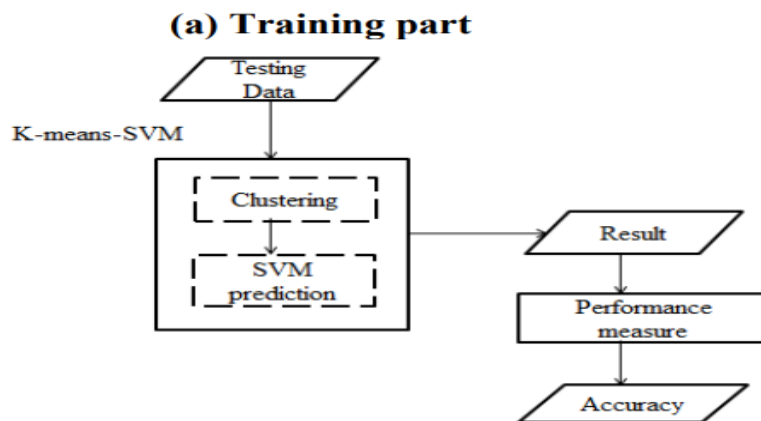 (a) Training part
Testing
Data
K-means-SVM
Clustering
SVM
prediction
Result
Performance
measure
Accuracy